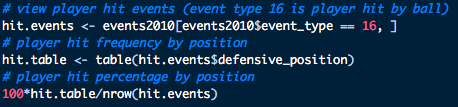 # view player hit events (event type 16 is player hit by ball)
hit.events <- events2010[events2010$event_type == 16, ]
# player hit frequency by position
hit.table <- table(hit.events$defensive_position)
# player hit percentage by position
100*hit.table/nrow(hit.events)